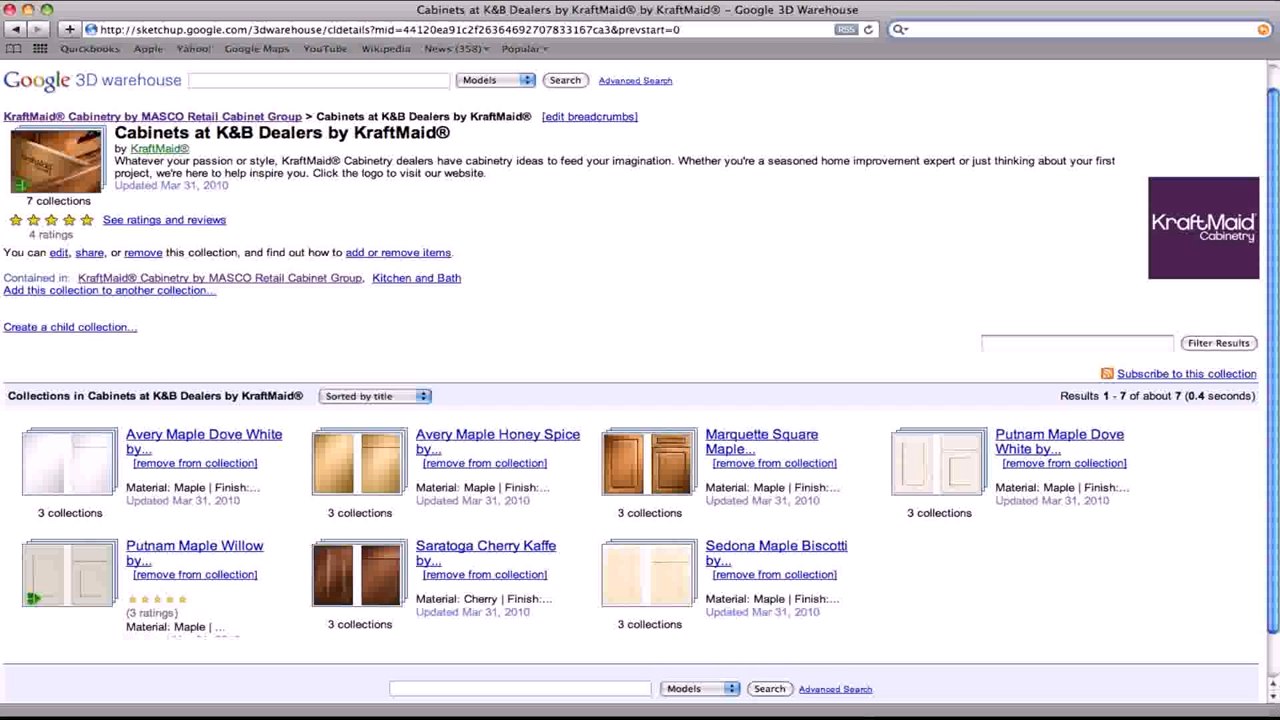 Cabinets at K&B Dealers by KraftMaid® by KraftMaid® – Google 3D Warehouse
http://sketchup.google.com/3dwarehouse/cldetails?mid=44120ea91c2f26364692707833167ca3&prevstart=0 RSS
Quickbooks Apple Yahoo! Google Maps YouTube Wikipedia News (358) Popular
Google 3D warehouse Models Search Advanced Search
KraftMaid® Cabinetry by MASCO Retail Cabinet Group > Cabinets at K&B Dealers by KraftMaid® [edit breadcrumbs]
Cabinets at K&B Dealers by KraftMaid®
by KraftMaid®
Whatever your passion or style, KraftMaid® Cabinetry dealers have cabinetry ideas to feed your imagination. Whether you're a seasoned home improvement expert or just thinking about your first
project, we're here to help inspire you. Click the logo to visit our website.
Updated Mar 31, 2010
7 collections
See ratings and reviews
4 ratings
KraftMaid®
Cabinetry
You can edit, share, or remove this collection, and find out how to add or remove items.
Contained in: KraftMaid® Cabinetry by MASCO Retail Cabinet Group, Kitchen and Bath
Add this collection to another collection...
Create a child collection...
Filter Results
Subscribe to this collection
Collections in Cabinets at K&B Dealers by KraftMaid® Sorted by title Results 1 - 7 of about 7 (0.4 seconds)
Avery Maple Dove White
by...
[remove from collection]
Material: Maple | Finish:...
Updated Mar 31, 2010
3 collections
Avery Maple Honey Spice
by...
[remove from collection]
Material: Maple | Finish:...
Updated Mar 31, 2010
3 collections
Marquette Square
Maple...
[remove from collection]
Material: Maple | Finish:...
Updated Mar 31, 2010
3 collections
Putnam Maple Dove
White by...
[remove from collection]
Material: Maple | Finish:...
Updated Mar 31, 2010
3 collections
Putnam Maple Willow
by...
[remove from collection]
(3 ratings)
Material: Maple | ...
Saratoga Cherry Kaffe
by...
[remove from collection]
Material: Cherry | Finish:...
Updated Mar 31, 2010
3 collections
Sedona Maple Biscotti
by...
[remove from collection]
Material: Maple | Finish:...
Updated Mar 31, 2010
3 collections
Models Search Advanced Search